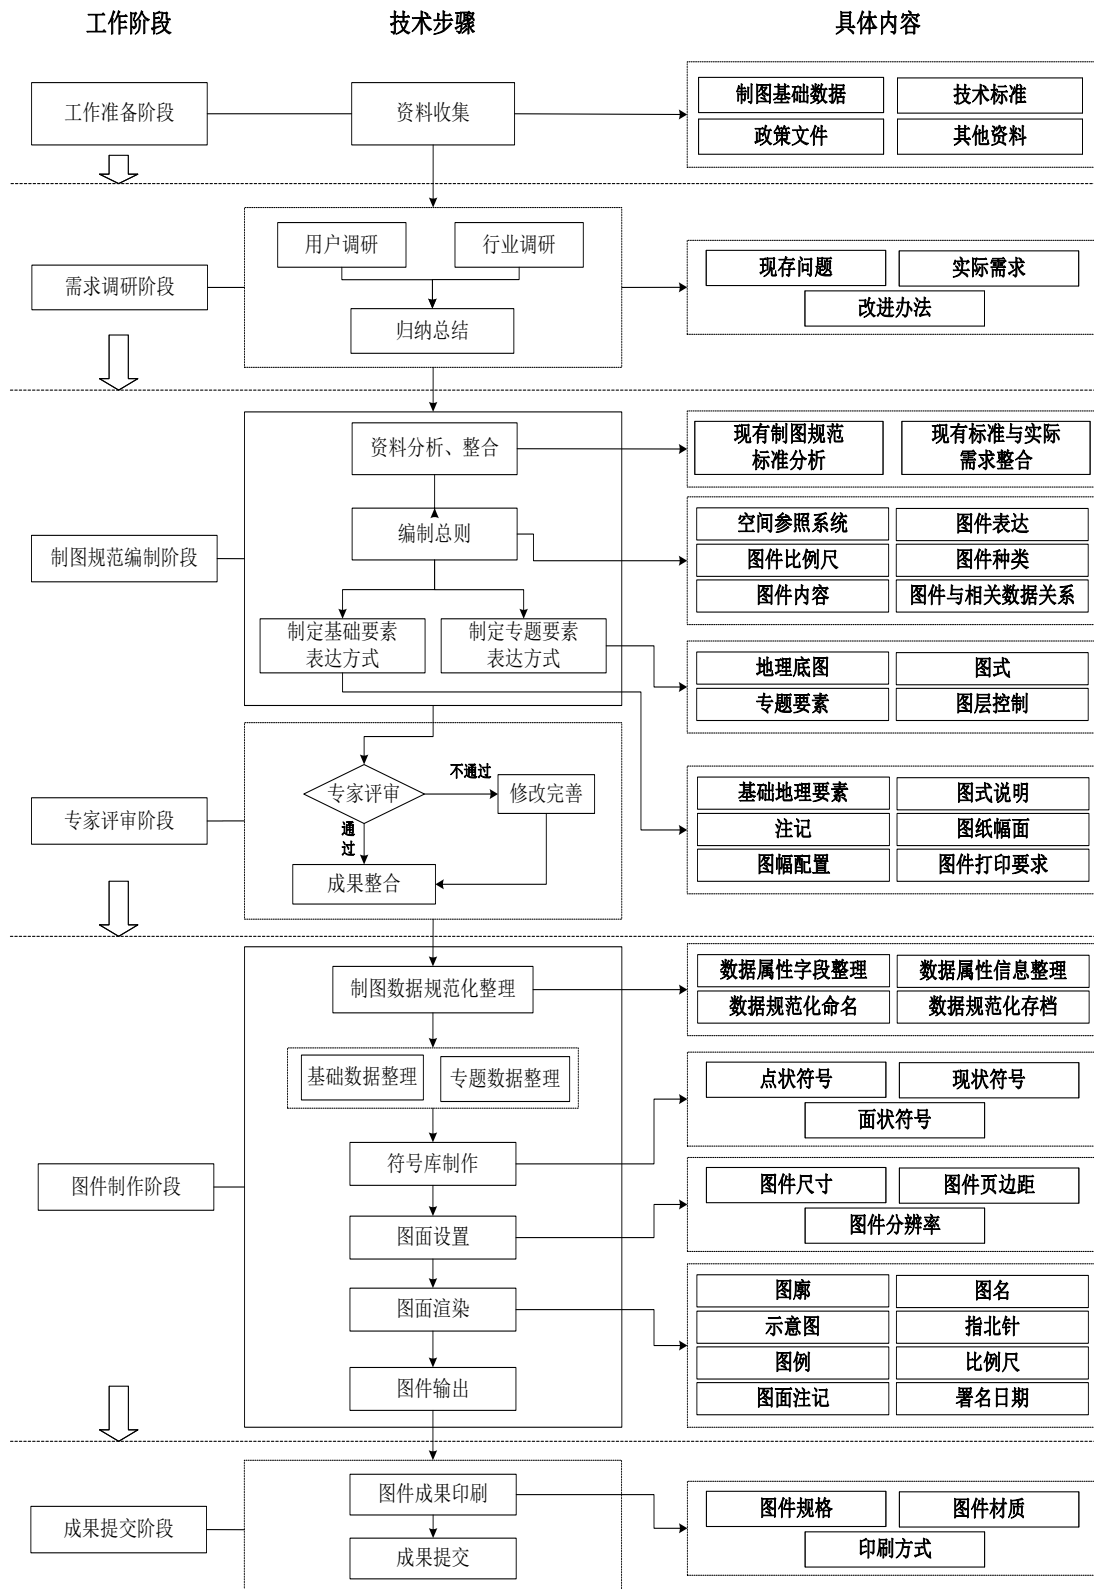 工作阶段
技术步骤
具体内容
工作准备阶段
资料收集
制图基础数据
技术标准
政策文件
其他资料
需求调研阶段
用户调研
行业调研
归纳总结
现存问题
实际需求
改进办法
制图规范编制阶段
资料分析、整合
现有制图规范
标准分析
现有标准与实际
需求整合
编制总则
空间参照系统
图件表达
图件比例尺
图件种类
图件内容
图件与相关数据关系
制定基础要素
表达方式
制定专题要素
表达方式
地理底图
图式
专题要素
图层控制
专家评审阶段
专家评审
不通过
修改完善
通
过
成果整合
基础地理要素
图式说明
注记
图纸幅面
图幅配置
图件打印要求
图件制作阶段
制图数据规范化整理
数据属性字段整理
数据属性信息整理
数据规范化命名
数据规范化存档
基础数据整理
专题数据整理
符号库制作
点状符号
现状符号
面状符号
图面设置
图件尺寸
图件页边距
图件分辨率
图面渲染
图廓
图名
示意图
指北针
图例
比例尺
图面注记
署名日期
图件输出
成果提交阶段
图件成果印刷
成果提交
图件规格
图件材质
印刷方式